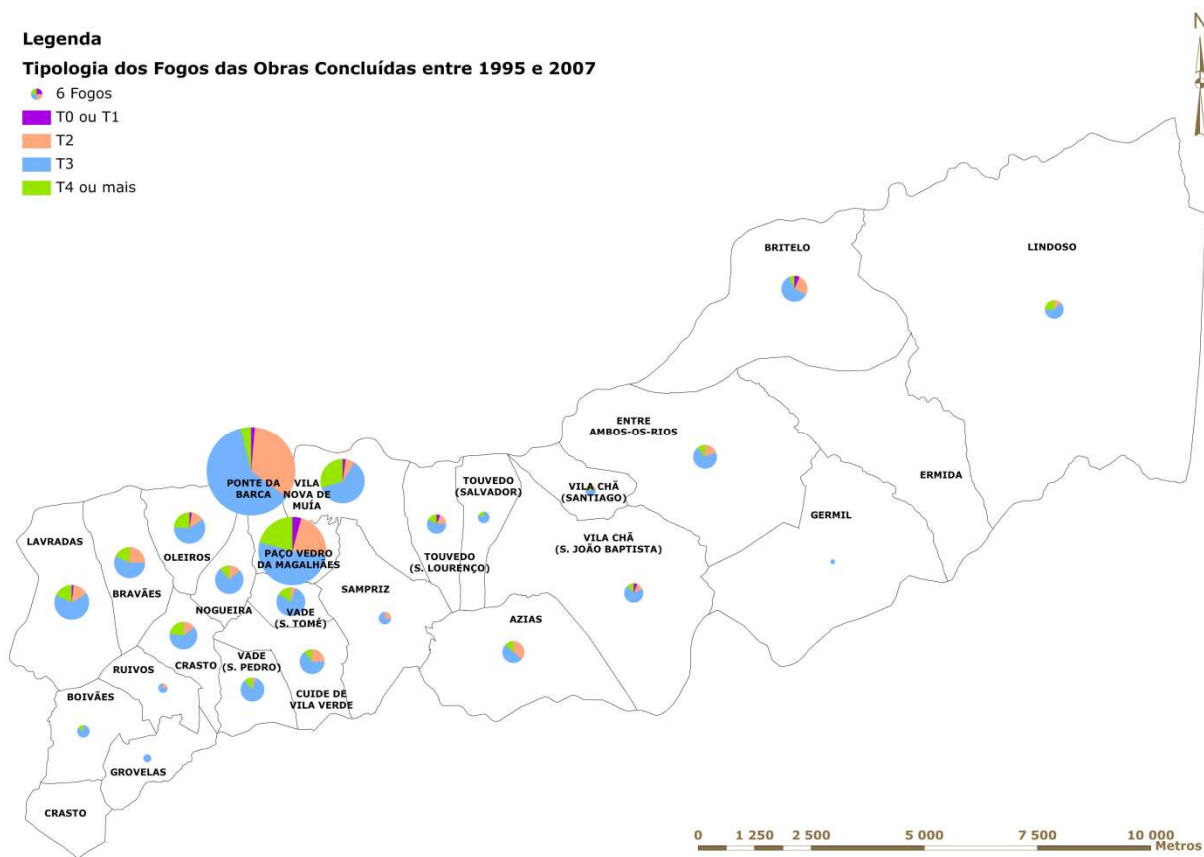 Legenda
Tipologia dos Fogos das Obras Concluídas entre 1995 e 2007
6 Fogos
T0 ou T1
T2
T3
T4 ou mais
N
BRITELO
LINDOSO
ENTRE
AMBOS-OS-RIOS
ERMIDA
GERMIL
VILA CHÃ
(SANTIAGO)
VILA CHÃ
(S. JOÃO BAPTISTA)
TOUVEDO
(SALVADOR)
TOUVEDO
(S. LOURENÇO)
PONTE DA
BARCA
VILA
NOVA DE
MUÍA
PAÇO VEDRO
DA MAGALHÃES
LAVRADAS
OLEIROS
BRAVÃES
NOGUEIRA
SAMPRIZ
VADE
(S. TOMÉ)
AZIAS
CRASTO
VADE
(S. PEDRO)
RUIVOS
CUIDE DE
VILA VERDE
BOIVÃES
GROVELAS
CRASTO
0 1 250 2 500 5 000 7 500 10 000
Metros